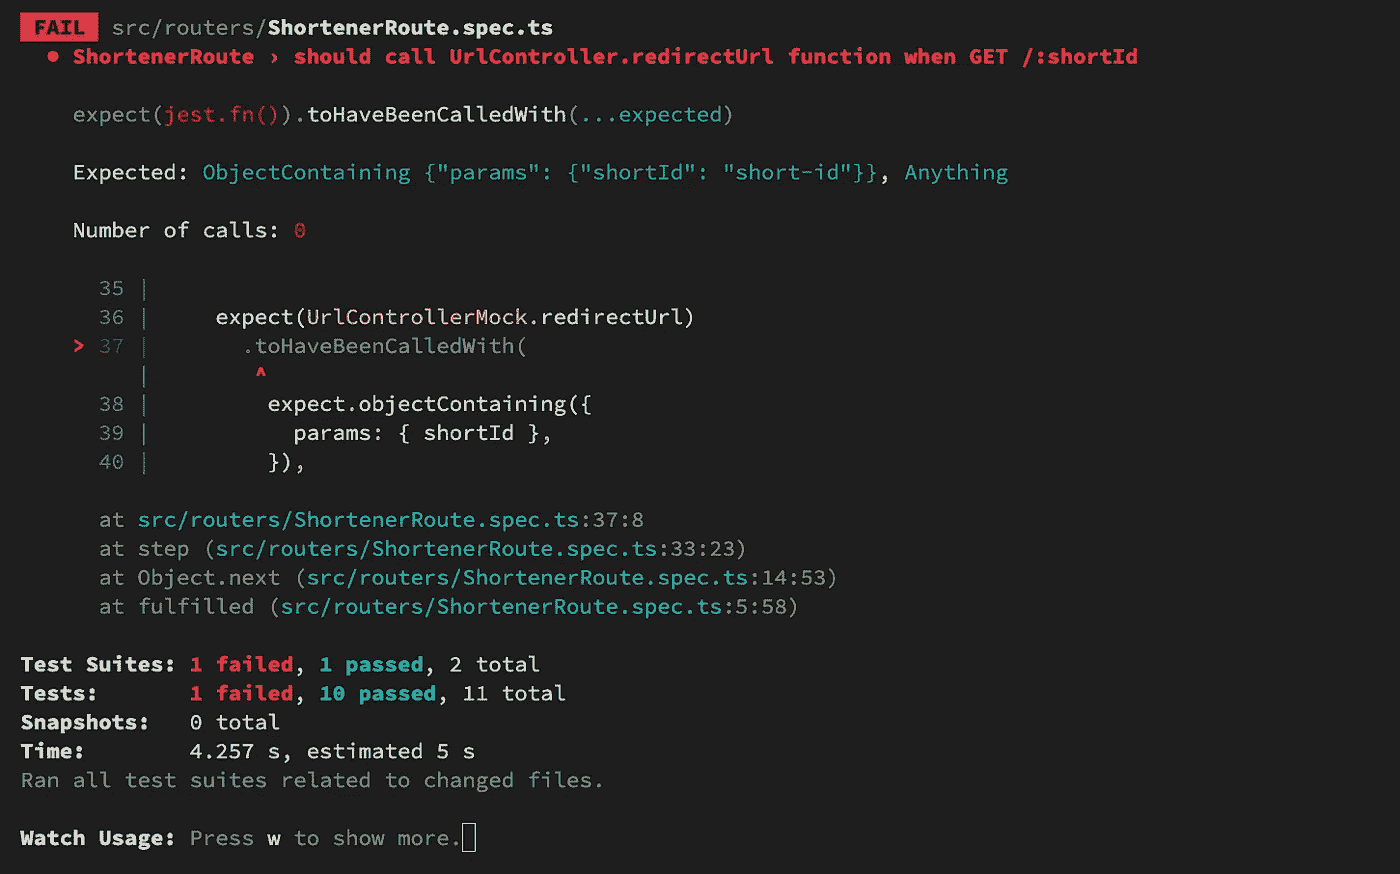 FAIL src/routers/ShortenerRoute.spec.ts
● ShortenerRoute › should call UrlController.redirectUrl function when GET /:shortId
expect(jest.fn()).toHaveBeenCalledWith(...expected)
Expected: ObjectContaining {"params": {"shortId": "short-id"}}, Anything
Number of calls: 0
35 |
36 | expect(UrlControllerMock.redirectUrl)
> 37 | .toHaveBeenCalledWith(
| ^
38 | expect.objectContaining({
39 | params: { shortId },
40 | }),
at src/routers/ShortenerRoute.spec.ts:37:8
at step (src/routers/ShortenerRoute.spec.ts:33:23)
at Object.next (src/routers/ShortenerRoute.spec.ts:14:53)
at fulfilled (src/routers/ShortenerRoute.spec.ts:5:58)
Test Suites: 1 failed, 1 passed, 2 total
Tests: 1 failed, 10 passed, 11 total
Snapshots: 0 total
Time: 4.257 s, estimated 5 s
Ran all test suites related to changed files.
Watch Usage: Press w to show more.